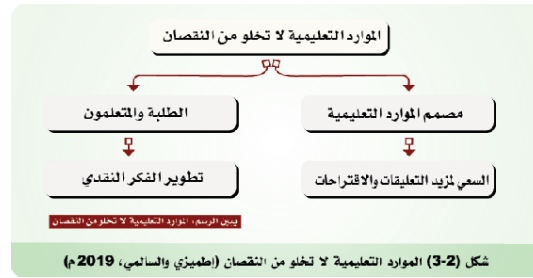 الموارد التعليمية لا تخلو من النقصان
مصمم الموارد التعليمية
الطلبة والمتعلمون
السعي لمزيد التعليقات والاقتراحات
تطوير الفكر النقدي
يبين الرسم: الموارد التعليمية لا تخلو من النقصان
شكل (2-3) الموارد التعليمية لا تخلو من النقصان (إطميزي والسالمي، 2019م)